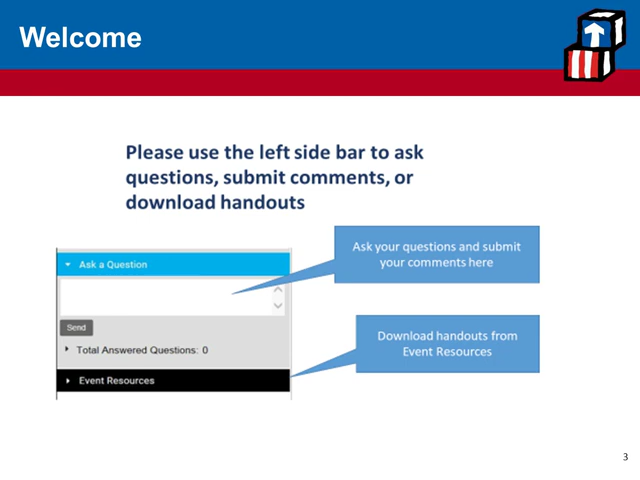 Welcome
Please use the left side bar to ask
questions, submit comments, or
download handouts
Ask your questions and submit
your comments here
Ask a Question
Send
Total Answered Questions: 0
Download handouts from
Event Resources
Event Resources
3